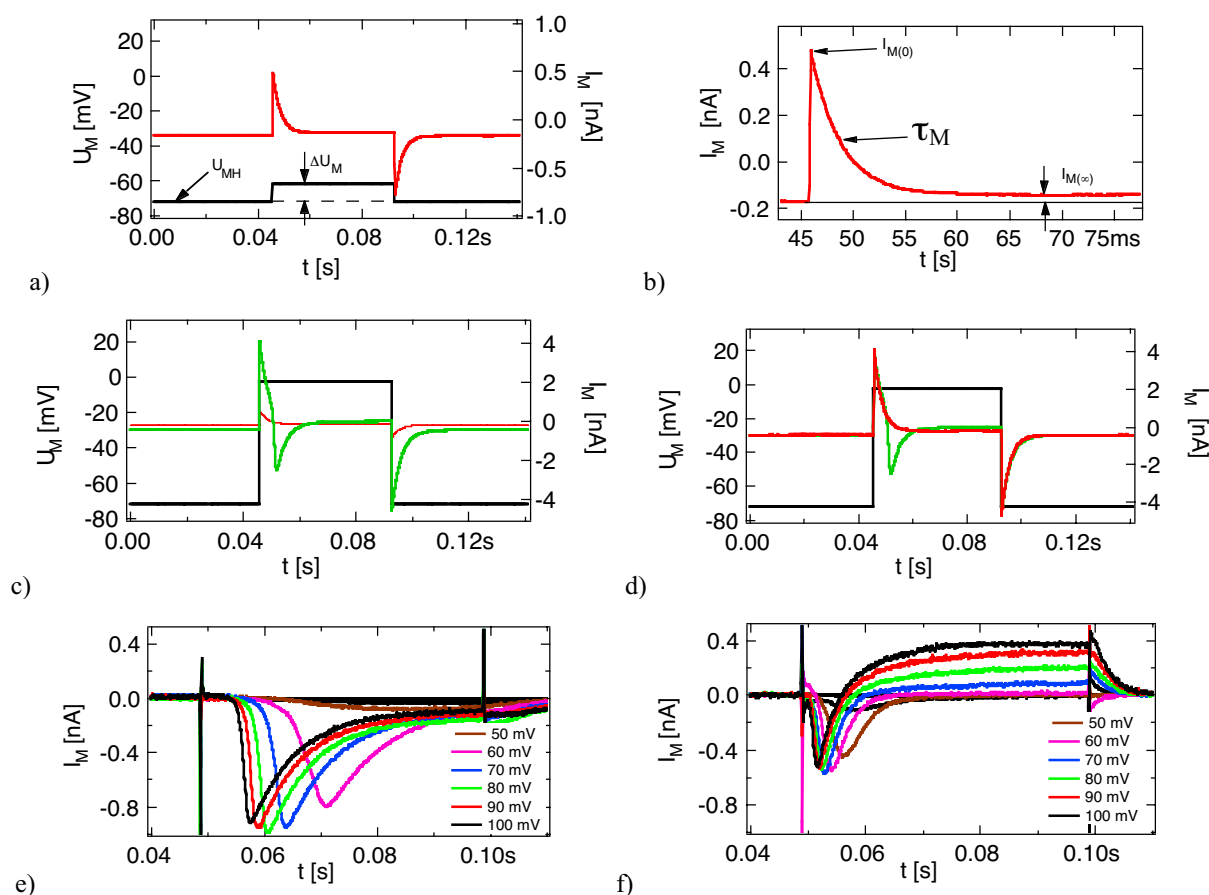 1.0
20
0
-20
-40
-60
-80
0.5
0.0
-0.5
-1.0
U_M [mV]
I_M [nA]
U_MH
ΔU_M
0.00 0.04 0.08 0.12s
t [s]
a)
0.4
0.2
0.0
-0.2
I_M [nA]
I_M(0)
τ_M
I_M(∞)
45 50 55 60 65 70 75ms
t [s]
b)
20
0
-20
-40
-60
-80
4
2
0
-2
-4
U_M [mV]
I_M [nA]
0.00 0.04 0.08 0.12s
t [s]
c)
20
0
-20
-40
-60
-80
4
2
0
-2
-4
U_M [mV]
I_M [nA]
0.00 0.04 0.08 0.12s
t [s]
d)
0.4
0.0
-0.4
-0.8
I_M [nA]
50 mV
60 mV
70 mV
80 mV
90 mV
100 mV
0.04 0.06 0.08 0.10s
t [s]
e)
0.4
0.0
-0.4
-0.8
I_M [nA]
50 mV
60 mV
70 mV
80 mV
90 mV
100 mV
0.04 0.06 0.08 0.10s
t [s]
f)